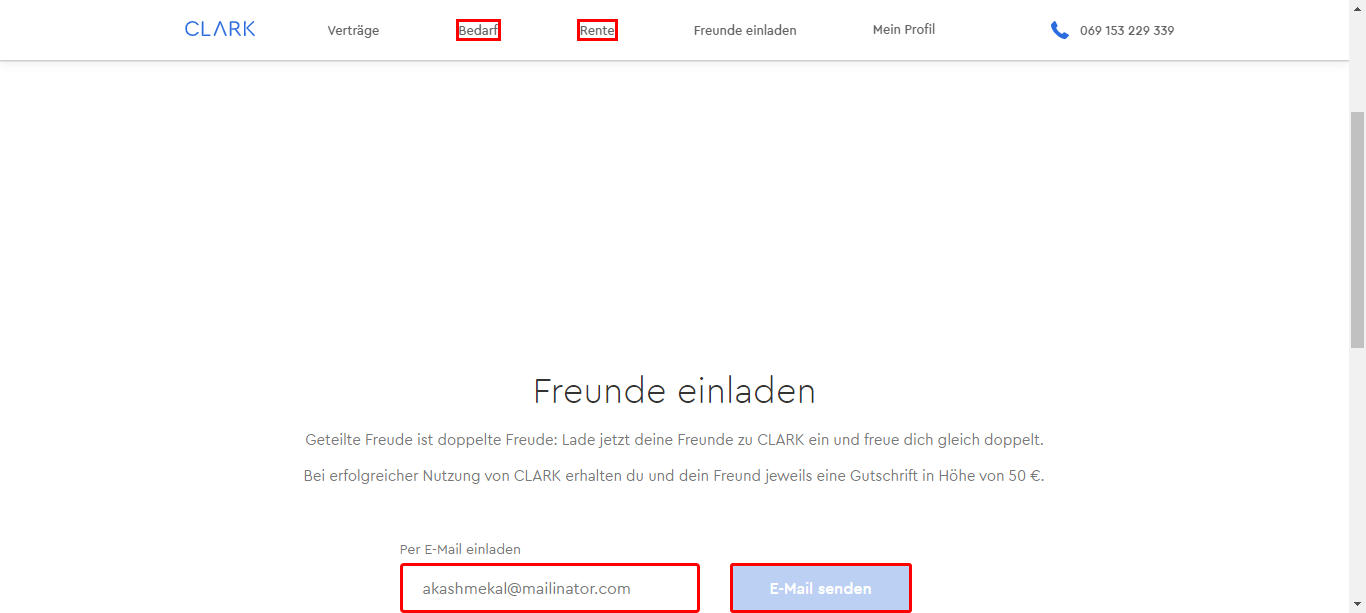 CLARK Verträge Bedarf Rente Freunde einladen Mein Profil 069 153 229 339
Freunde einladen
Geteilte Freude ist doppelte Freude: Lade jetzt deine Freunde zu CLARK ein und freue dich gleich doppelt.
Bei erfolgreicher Nutzung von CLARK erhalten du und dein Freund jeweils eine Gutschrift in Höhe von 50 €.
Per E-Mail einladen
akashmekal@mailinator.com E-Mail senden